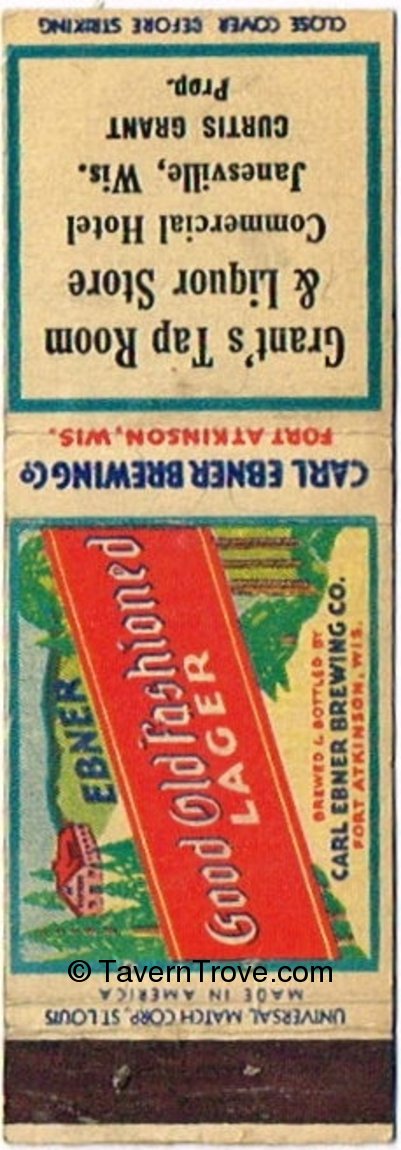 CLOSE COVER BEFORE STRIKING
Grant's Tap Room
& Liquor Store
Commercial Hotel
Janesville, Wis.
CURTIS GRANT
Prop.
CARL EBNER BREWING CO
FORT ATKINSON, WIS.
EBNER
Good Old Fashioned
LAGER
BREWED & BOTTLED BY
CARL EBNER BREWING CO.
FORT ATKINSON, WIS.
© TavernTrove.com
MADE IN AMERICA
UNIVERSAL MATCH CORP., ST. LOUIS